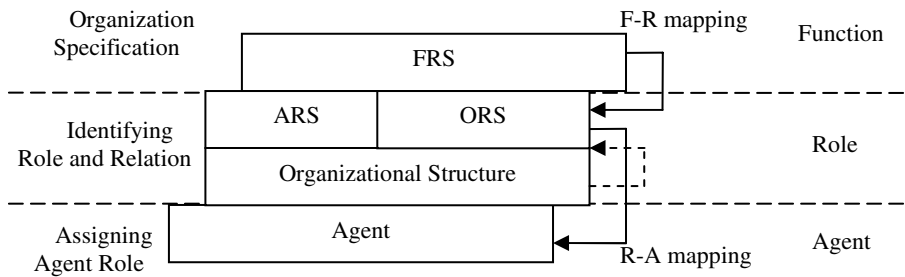 Organization
Specification
F-R mapping
Function
FRS
ARS
ORS
Identifying
Role and Relation
Role
Organizational Structure
Assigning
Agent Role
Agent
R-A mapping
Agent